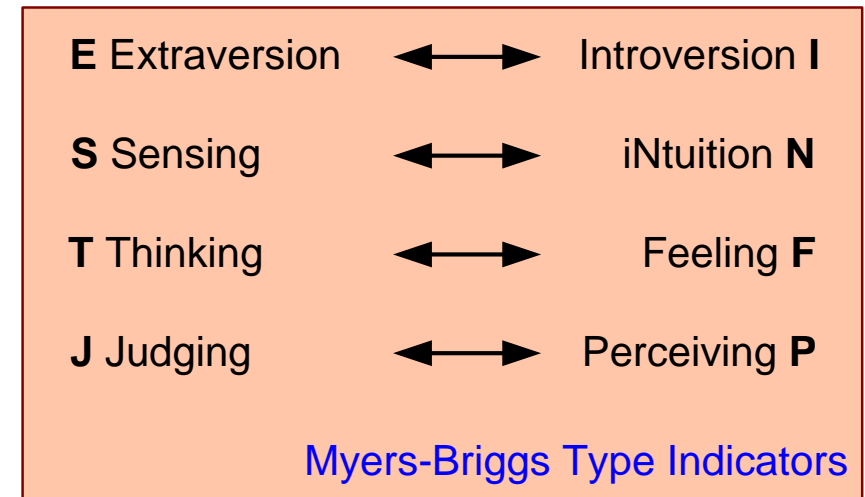 E Extraversion Introversion I
S Sensing iNtuition N
T Thinking Feeling F
J Judging Perceiving P
Myers-Briggs Type Indicators